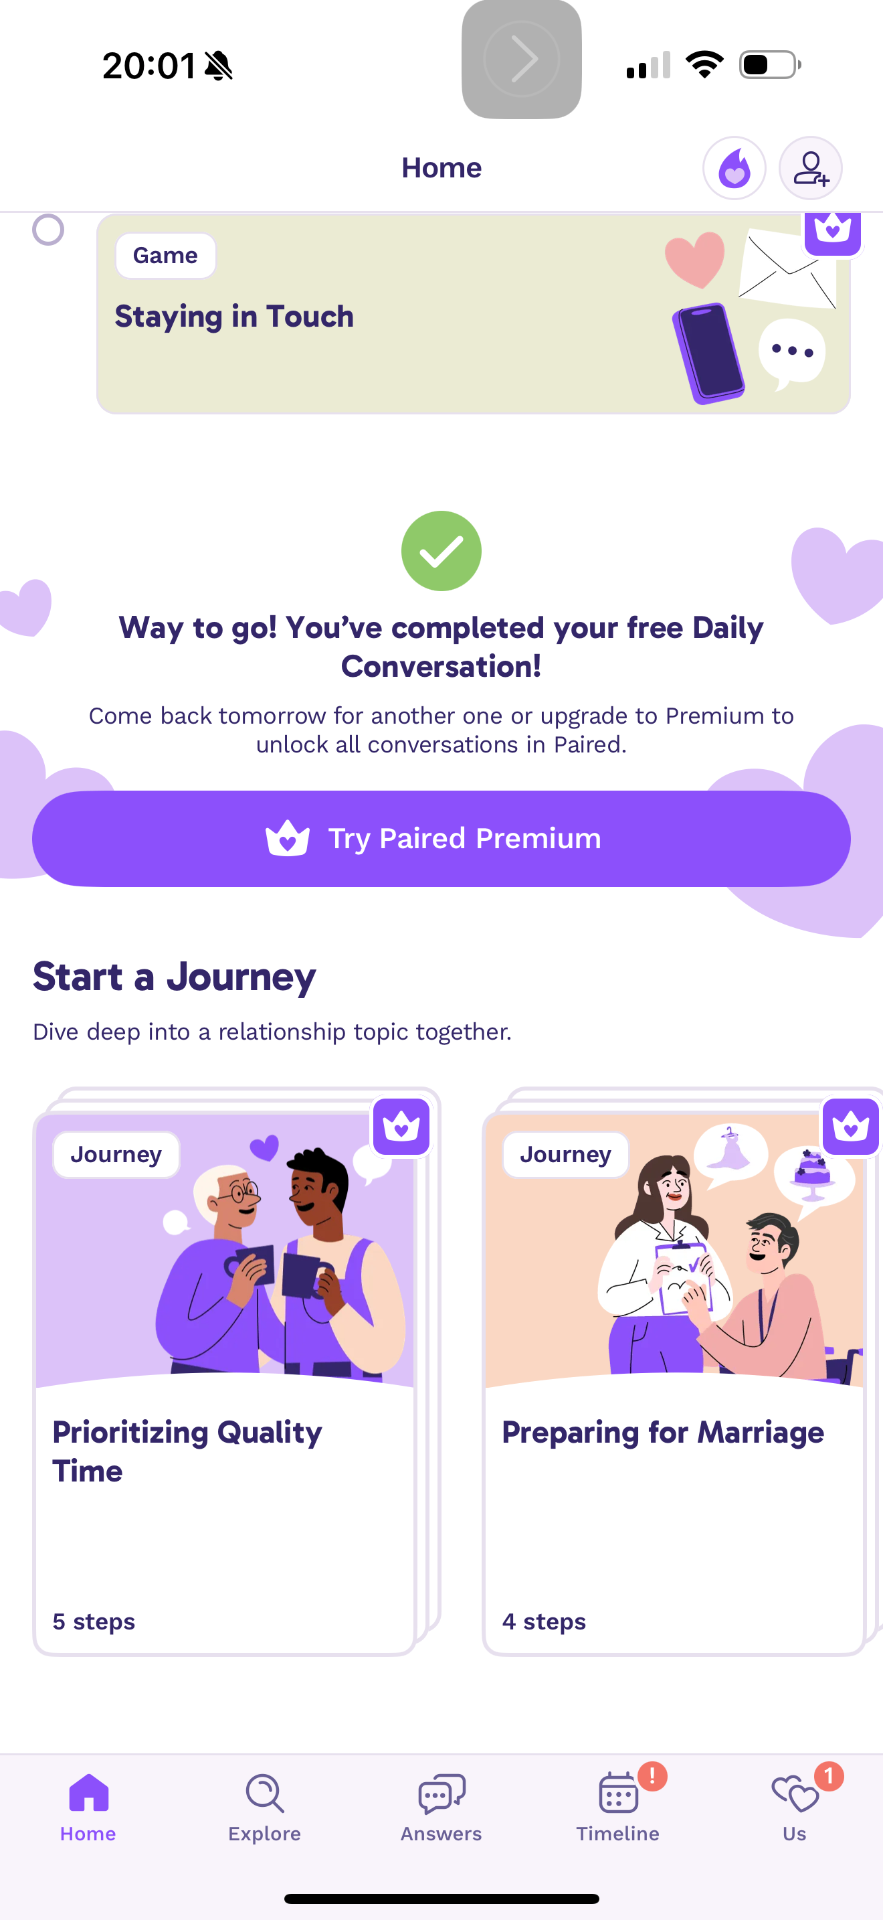 20:01
Home
Game
Staying in Touch
Way to go! You’ve completed your free Daily
Conversation!
Come back tomorrow for another one or upgrade to Premium to
unlock all conversations in Paired.
Try Paired Premium
Start a Journey
Dive deep into a relationship topic together.
Journey
Prioritizing Quality
Time
5 steps
Journey
Preparing for Marriage
4 steps
Home
Explore
Answers
!
Timeline
1
Us